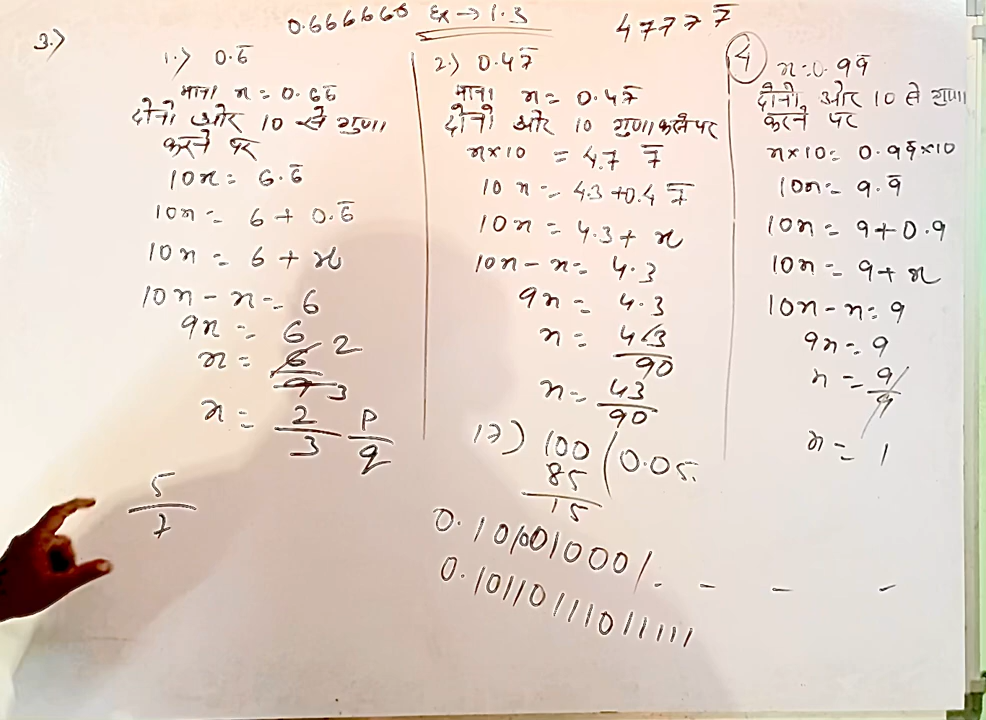 0.666666 Ex → 1.3 47777̅
3.)
1.) 0.6̅
माना x = 0.66̅
दोनो ओर 10 से गुणा
करने पर
10x = 6.6̅
10x = 6 + 0.6̅
10x = 6 + x
10x - x = 6
9x = 6
x = 6/9 2 3
x = 2/3 p/q
5/7
2.) 0.47̅
माना x = 0.47̅
दोनो ओर 10 गुणा करने पर
x×10 = 4.7 7̅
10x = 4.3+0.4 7̅
10x = 4.3 + x
10x - x = 4.3
9x = 4.3
x = 43/90
x = 43/90
17) 100 (0.05.
85
15
0.1010010001. - - -
0.10110111011111
4 x = 0.99̅
दोनो ओर 10 से गुणा
करने पर
x×10 = 0.99̅×10
10x = 9.9̅
10x = 9+0.9
10x = 9+x
10x - x = 9
9x = 9
x = 9/9
x = 1